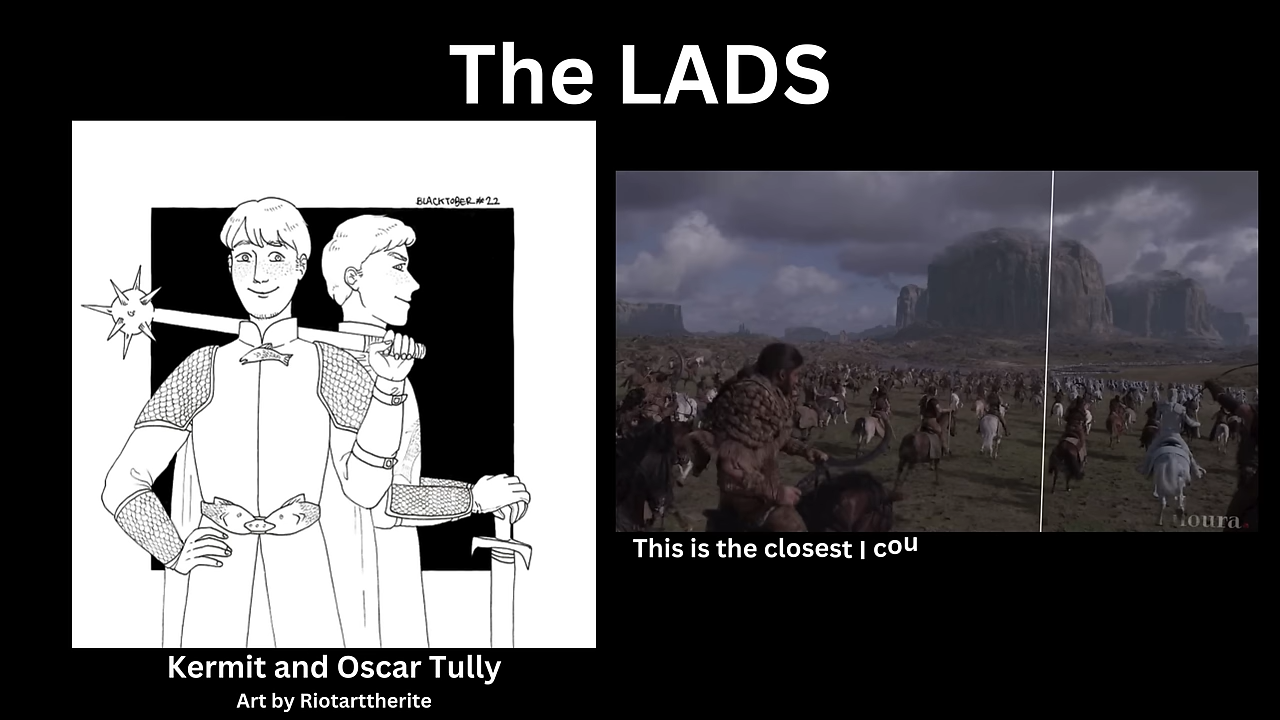 The LADS
BLACKTOBER #22
This is the closest I cou
Kermit and Oscar Tully
Art by Riotarttherite